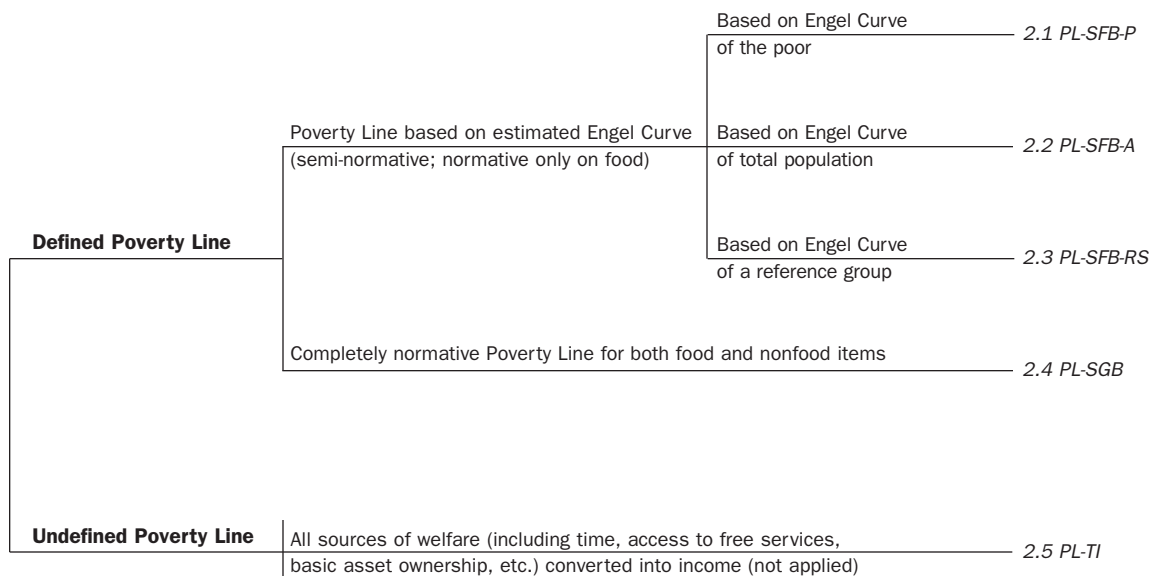 Based on Engel Curve
of the poor
2.1 PL-SFB-P
Poverty Line based on estimated Engel Curve
(semi-normative; normative only on food)
Based on Engel Curve
of total population
2.2 PL-SFB-A
Defined Poverty Line
Based on Engel Curve
of a reference group
2.3 PL-SFB-RS
Completely normative Poverty Line for both food and nonfood items
2.4 PL-SGB
Undefined Poverty Line
All sources of welfare (including time, access to free services,
basic asset ownership, etc.) converted into income (not applied)
2.5 PL-TI